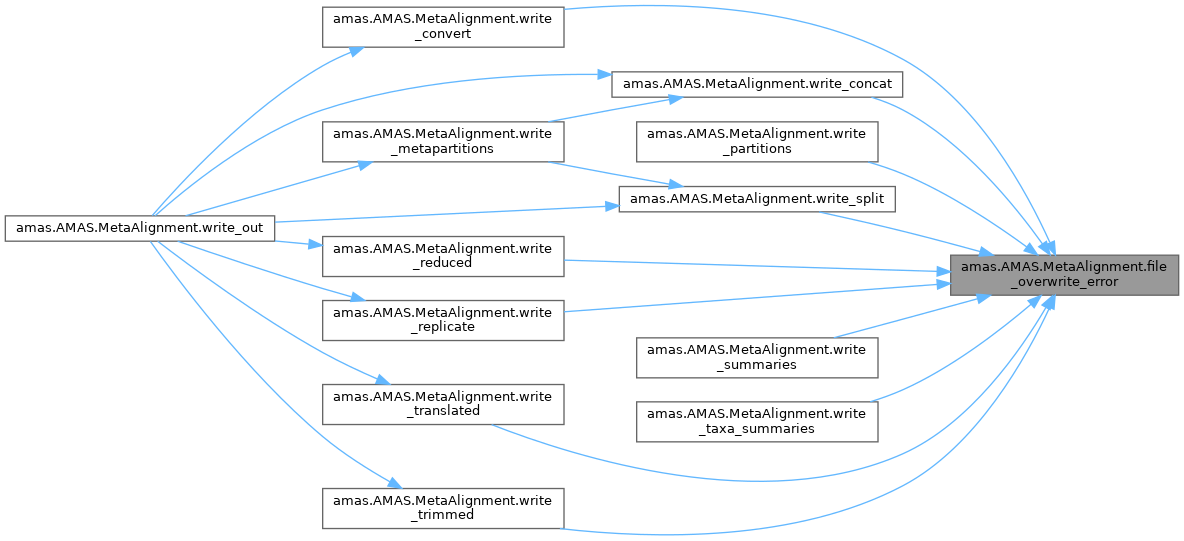 amas.AMAS.MetaAlignment.write
_convert
amas.AMAS.MetaAlignment.write_concat
amas.AMAS.MetaAlignment.write
_metapartitions
amas.AMAS.MetaAlignment.write
_partitions
amas.AMAS.MetaAlignment.write_split
amas.AMAS.MetaAlignment.write_out
amas.AMAS.MetaAlignment.write
_reduced
amas.AMAS.MetaAlignment.file
_overwrite_error
amas.AMAS.MetaAlignment.write
_replicate
amas.AMAS.MetaAlignment.write
_summaries
amas.AMAS.MetaAlignment.write
_translated
amas.AMAS.MetaAlignment.write
_taxa_summaries
amas.AMAS.MetaAlignment.write
_trimmed